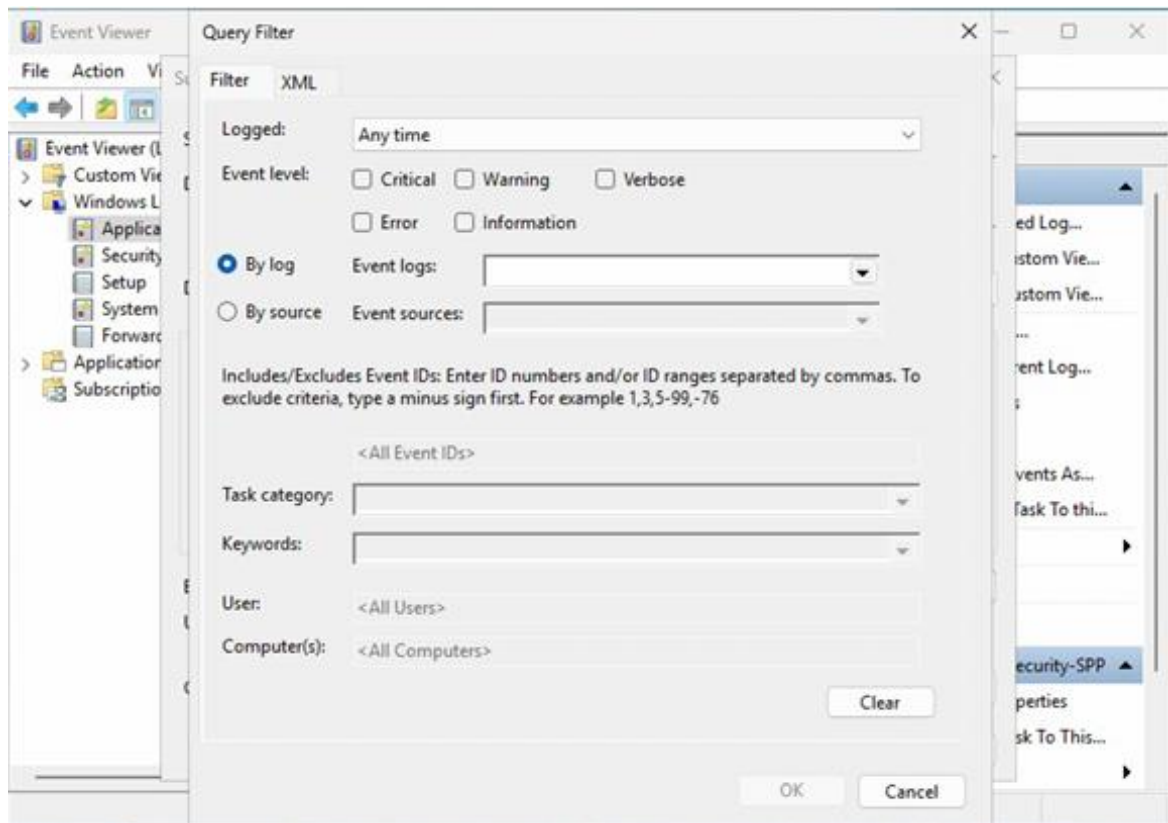 Event Viewer
Query Filter
File Action Vi
Filter XML
Logged: Any time
Event level: Critical Warning Verbose
Error Information
By log Event logs:
By source Event sources:
Includes/Excludes Event IDs: Enter ID numbers and/or ID ranges separated by commas. To
exclude criteria, type a minus sign first. For example 1,3,5-99,-76
<All Event IDs>
Task category:
Keywords:
User: <All Users>
Computer(s): <All Computers>
Clear
OK Cancel
Event Viewer (L
Custom Vie
Windows L
Applica
Security
Setup
System
Forward
Application
Subscriptio
ed Log...
stom Vie...
ustom Vie...
...
rent Log...
s
vents As...
Task To thi...
ecurity-SPP
perties
sk To This...